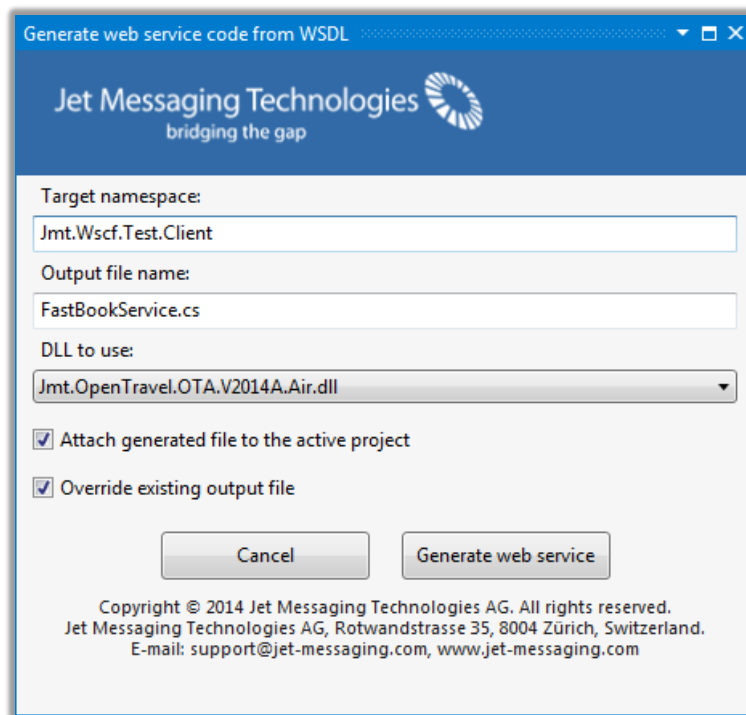 Generate web service code from WSDL
Jet Messaging Technologies
bridging the gap
Target namespace:
Jmt.Wscf.Test.Client
Output file name:
FastBookService.cs
DLL to use:
Jmt.OpenTravel.OTA.V2014A.Air.dll
Attach generated file to the active project
Override existing output file
Cancel Generate web service
Copyright © 2014 Jet Messaging Technologies AG. All rights reserved.
Jet Messaging Technologies AG, Rotwandstrasse 35, 8004 Zürich, Switzerland.
E-mail: support@jet-messaging.com, www.jet-messaging.com